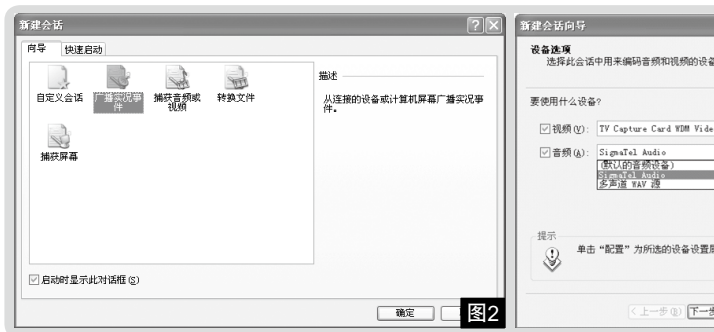 新建会话
向导 快速启动
自定义会话
广播实况事件
捕获音频或视频
转换文件
捕获屏幕
描述
从连接的设备或计算机屏幕广播实况事
件。
启动时显示此对话框(S)
确定
图2
新建会话向导
设备选项
选择此会话中用来编码音频和视频的设备
要使用什么设备?
视频(V): TV Capture Card WDM Vide
音频(A): SigmaTel Audio
(默认的音频设备)
SigmaTel Audio
多声道 WAV 源
提示
单击“配置”为所选的设备设置
<上一步(B) 下一步